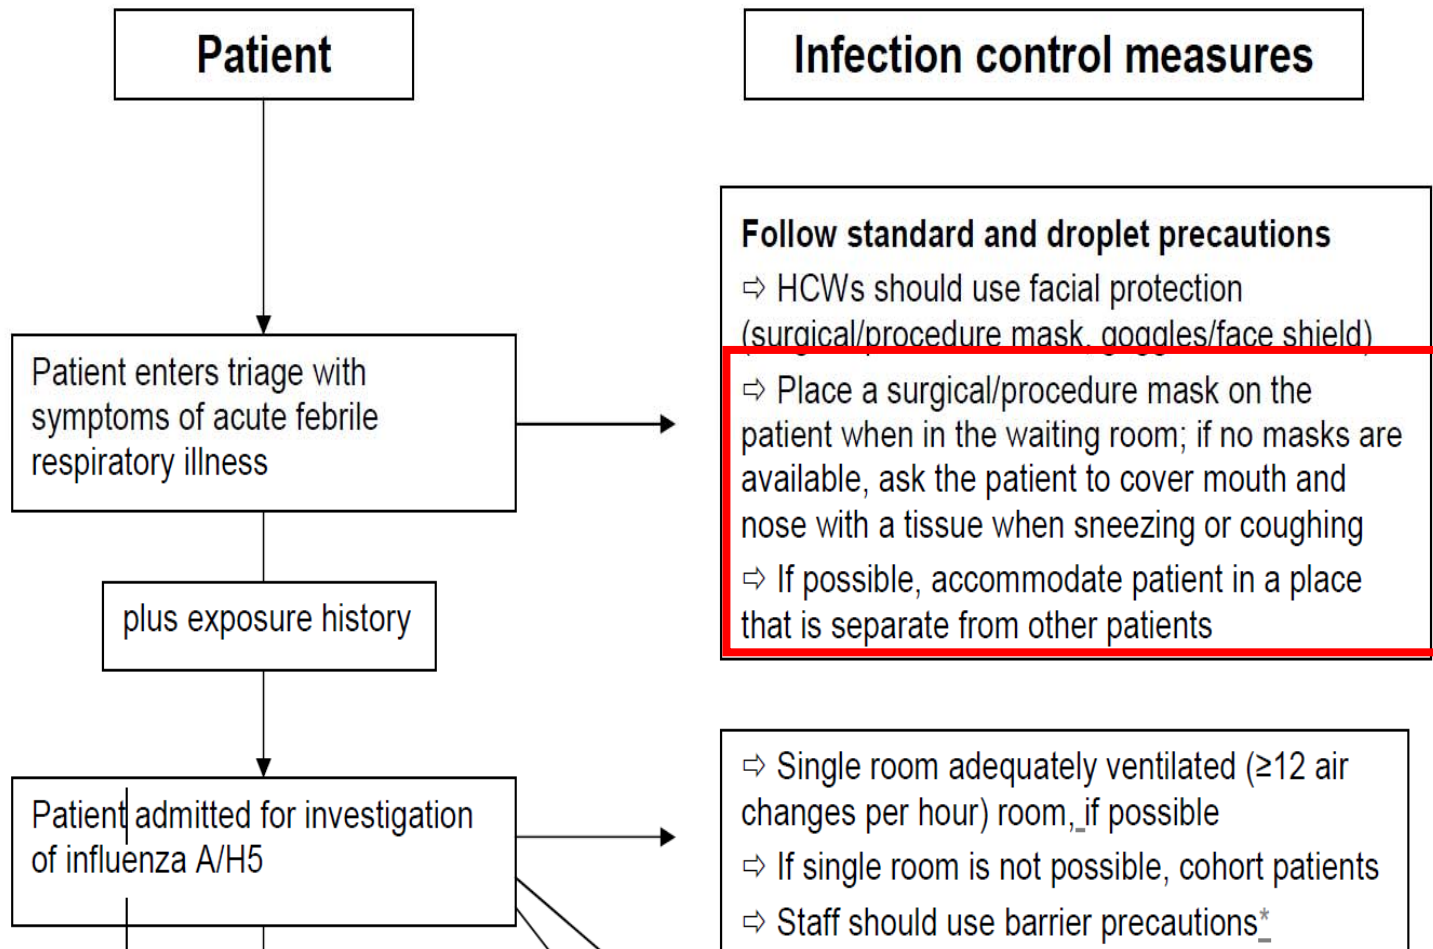 Patient
Infection control measures
Follow standard and droplet precautions
⇨ HCWs should use facial protection
(surgical/procedure mask, goggles/face shield)
Patient enters triage with
symptoms of acute febrile
respiratory illness
⇨ Place a surgical/procedure mask on the
patient when in the waiting room; if no masks are
available, ask the patient to cover mouth and
nose with a tissue when sneezing or coughing
⇨ If possible, accommodate patient in a place
that is separate from other patients
plus exposure history
Patient admitted for investigation
of influenza A/H5
⇨ Single room adequately ventilated (≥12 air
changes per hour) room, if possible
⇨ If single room is not possible, cohort patients
⇨ Staff should use barrier precautions*